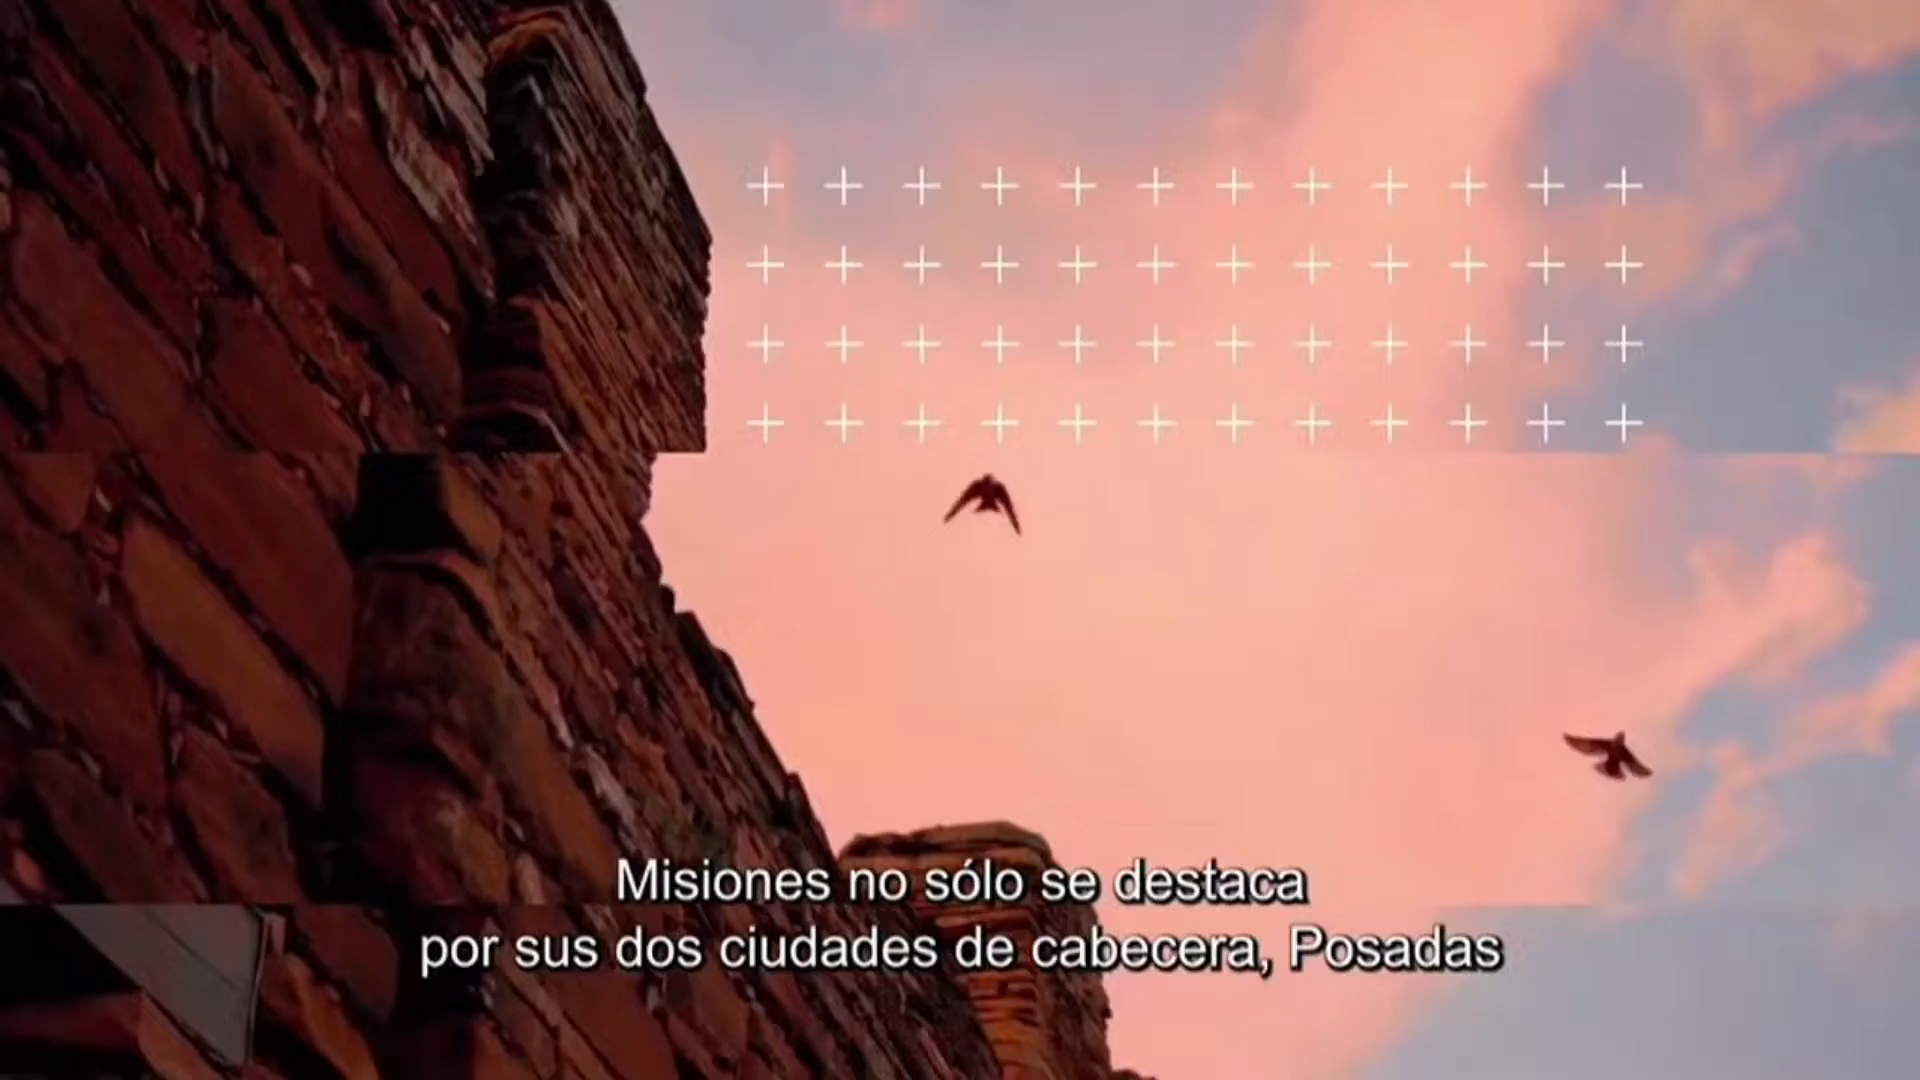 Misiones no sólo se destaca
por sus dos ciudades de cabecera, Posadas